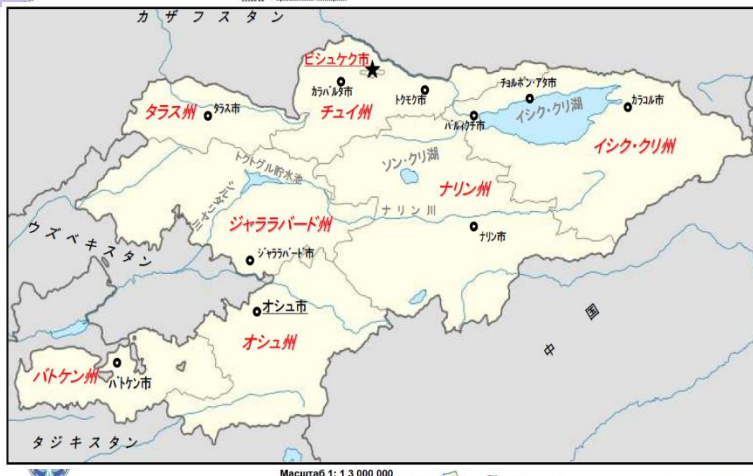 カザフスタン
ビシュケク市
カラバルタ市
トクモク市
チョルポン・アタ市
カラコル市
タラス州
タラス市
チュイ州
バルィクチ市
イシク・クリ湖
イシク・クリ州
トクトグル貯水池
ソン・クリ湖
ナリン州
シルダリヤ川
ジャララバード州
ナリン川
ナリン市
ウズベキスタン
ジャララバード市
オシュ市
オシュ州
中国
バトケン州
バトケン市
タジキスタン
Масштаб 1: 1 3 000 000